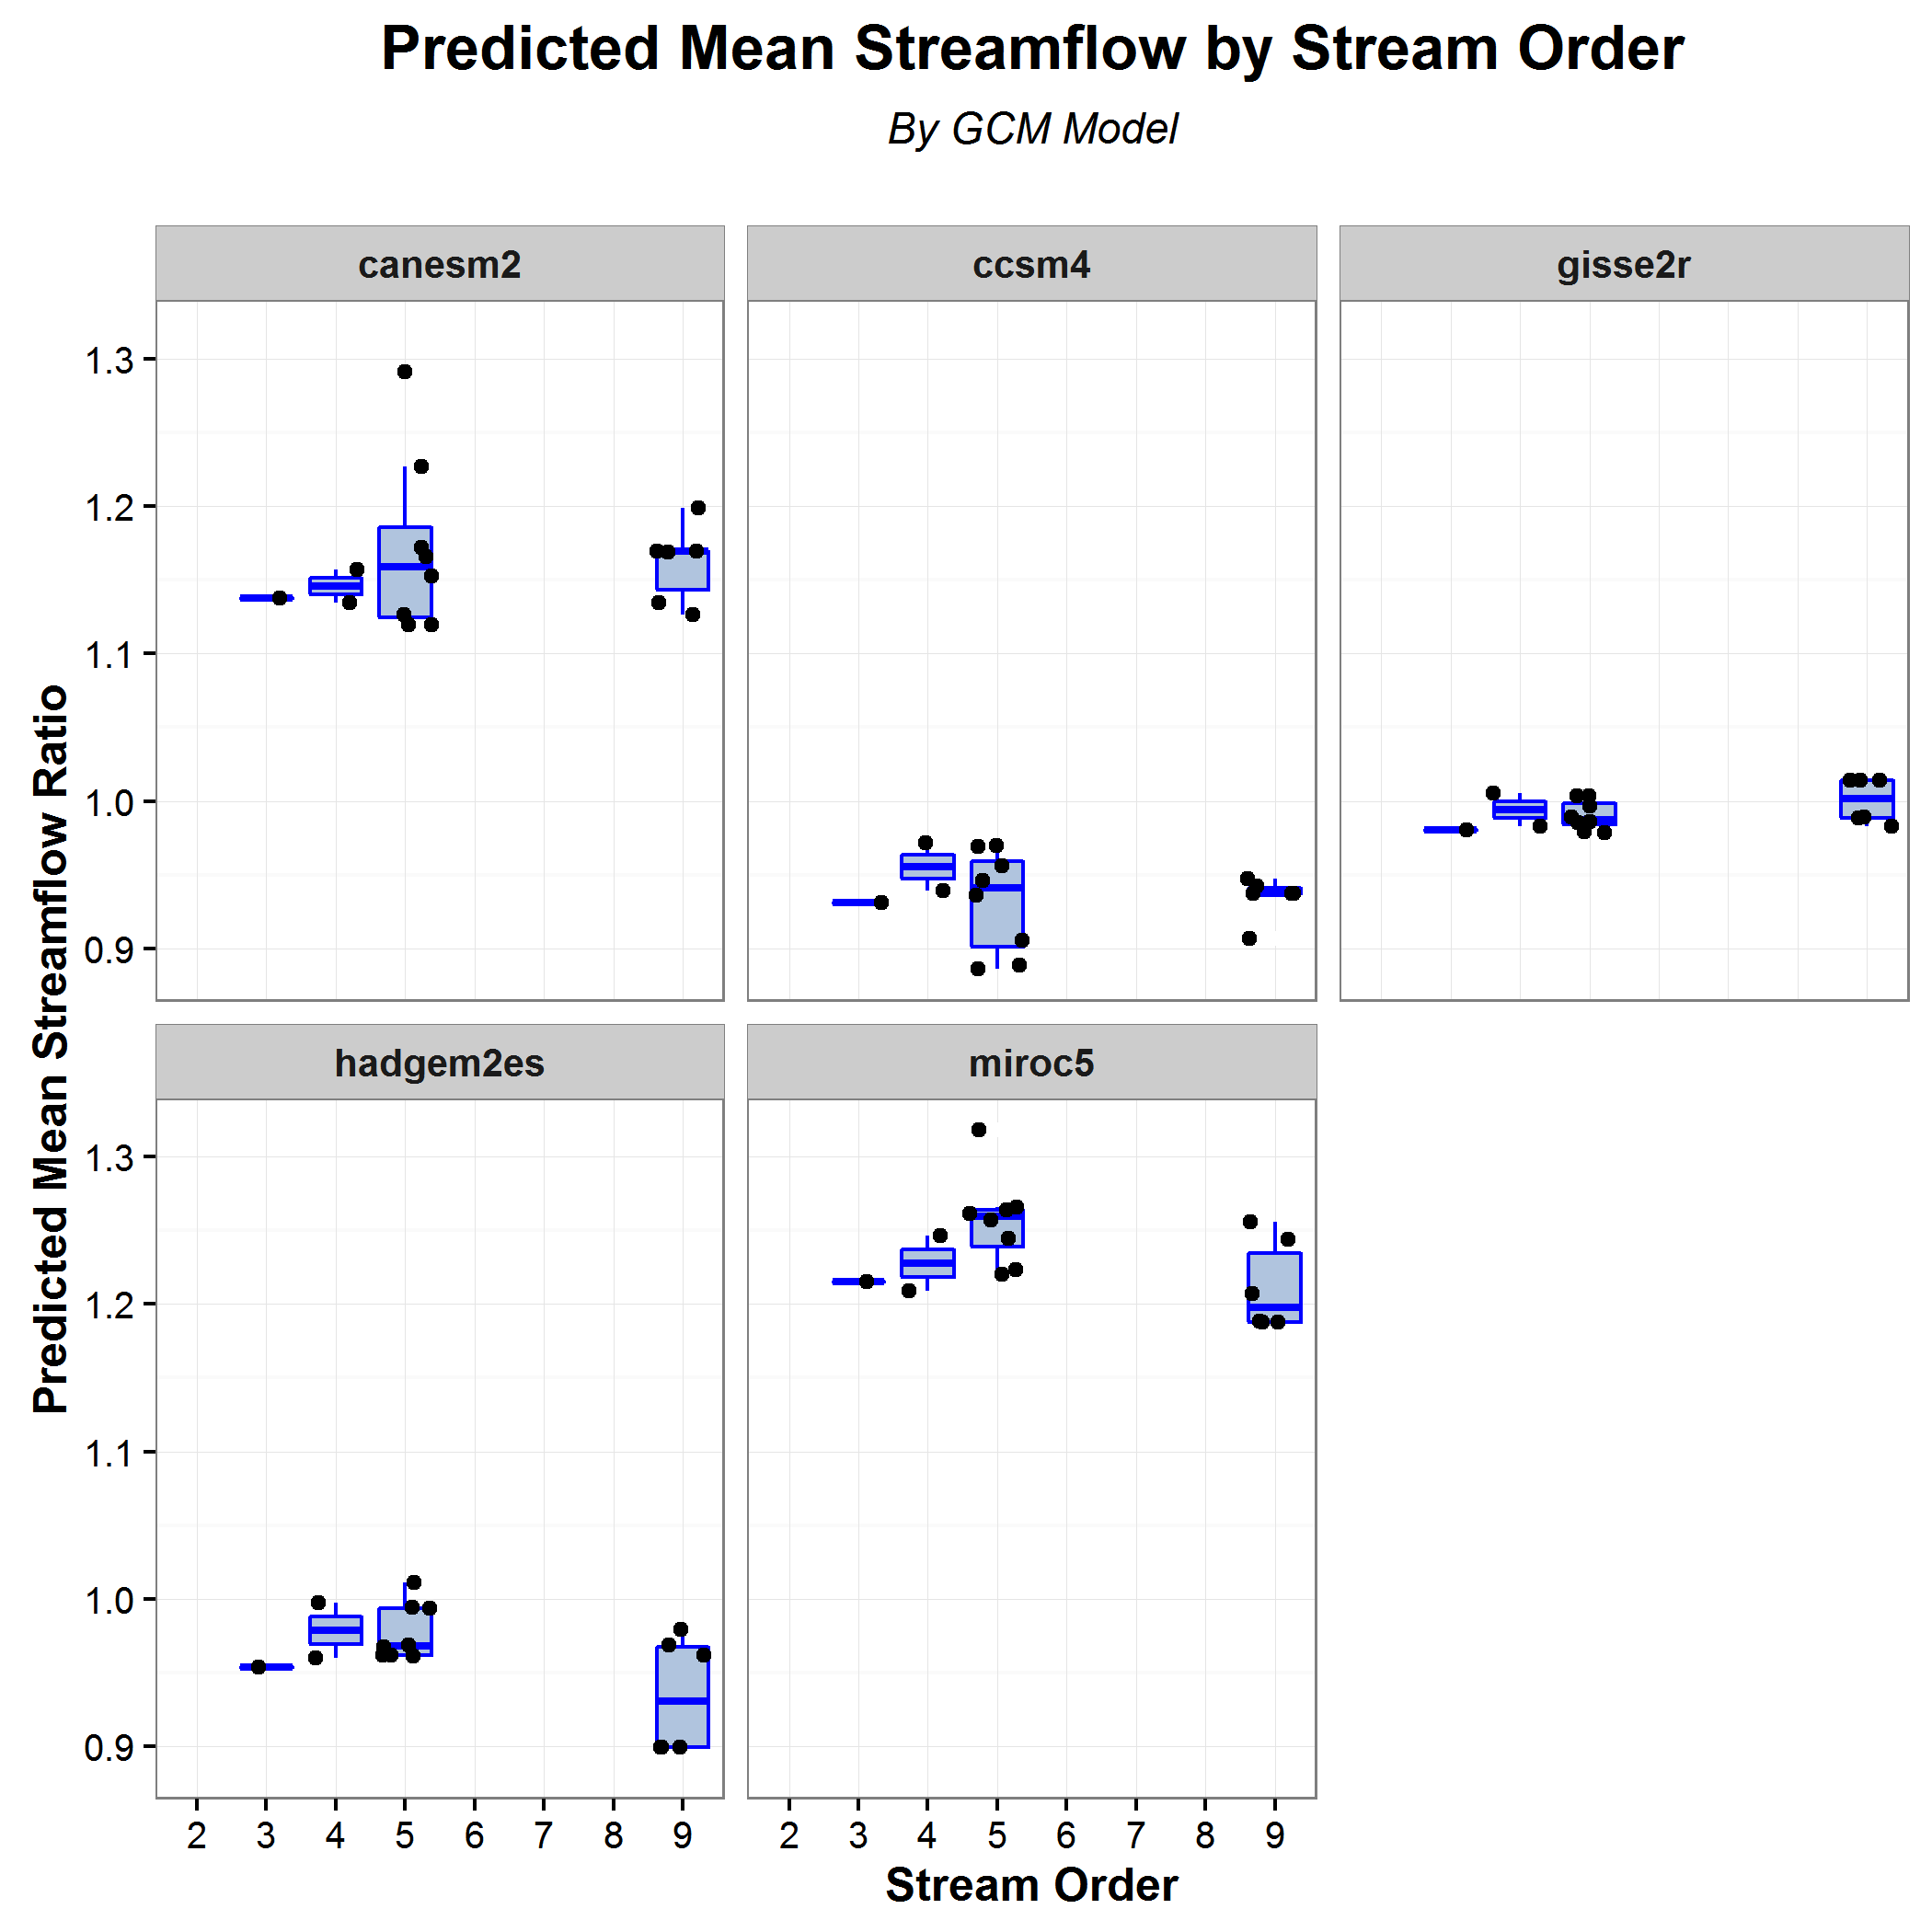 Predicted Mean Streamflow by Stream Order
By GCM Model
canesm2
ccsm4
gisse2r
1.3
1.2
1.1
1.0
0.9
Predicted Mean Streamflow Ratio
hadgem2es
miroc5
1.3
1.2
1.1
1.0
0.9
2 3 4 5 6 7 8 9
2 3 4 5 6 7 8 9
Stream Order